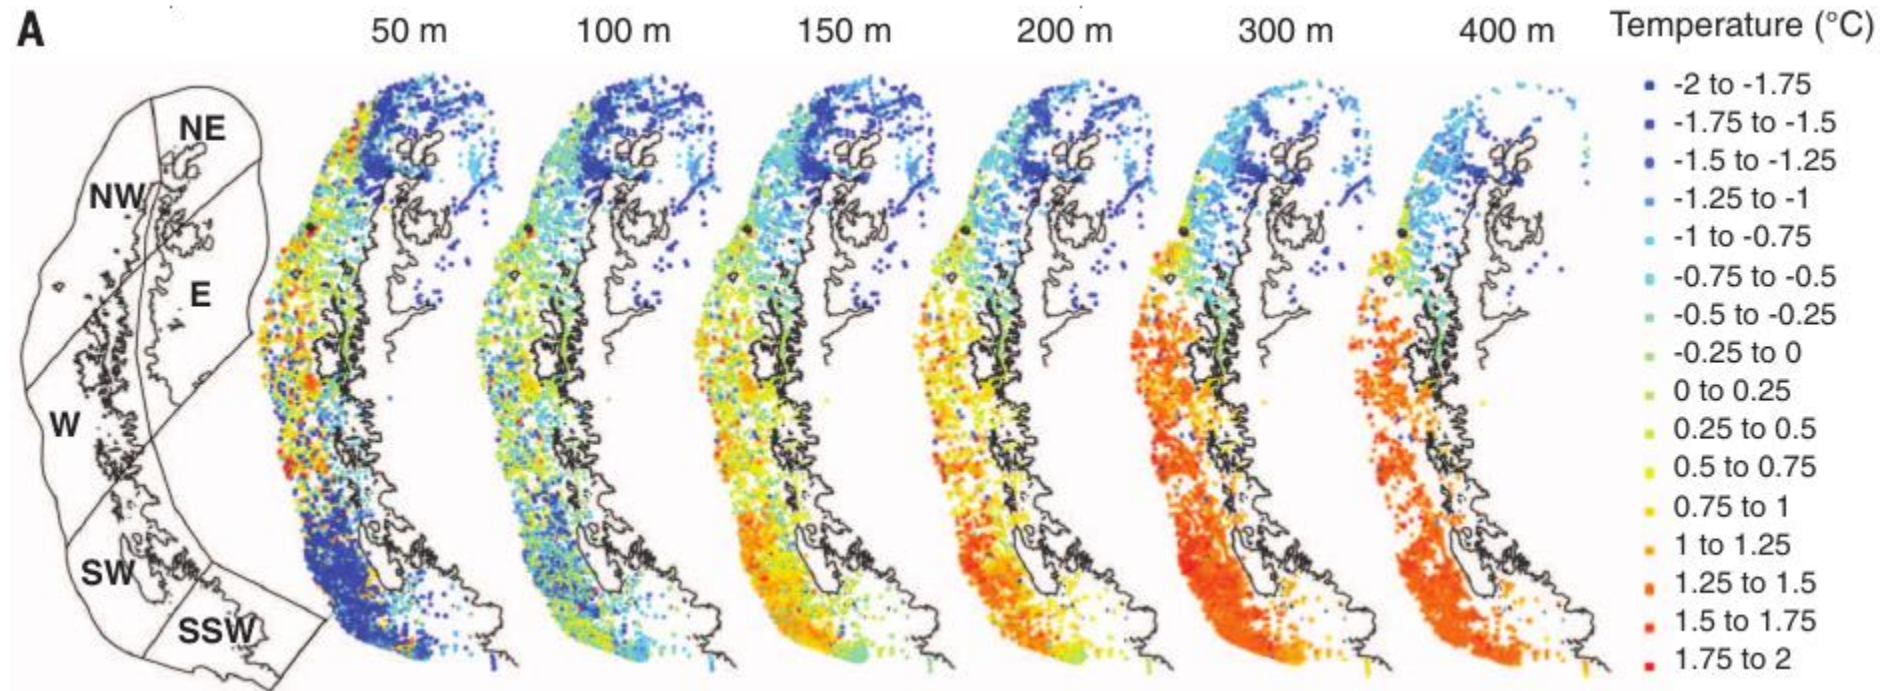 A
50 m 100 m 150 m 200 m 300 m 400 m Temperature (°C)
-2 to -1.75
-1.75 to -1.5
-1.5 to -1.25
-1.25 to -1
-1 to -0.75
-0.75 to -0.5
-0.5 to -0.25
-0.25 to 0
0 to 0.25
0.25 to 0.5
0.5 to 0.75
0.75 to 1
1 to 1.25
1.25 to 1.5
1.5 to 1.75
1.75 to 2
NE
NW
E
W
SW
SSW